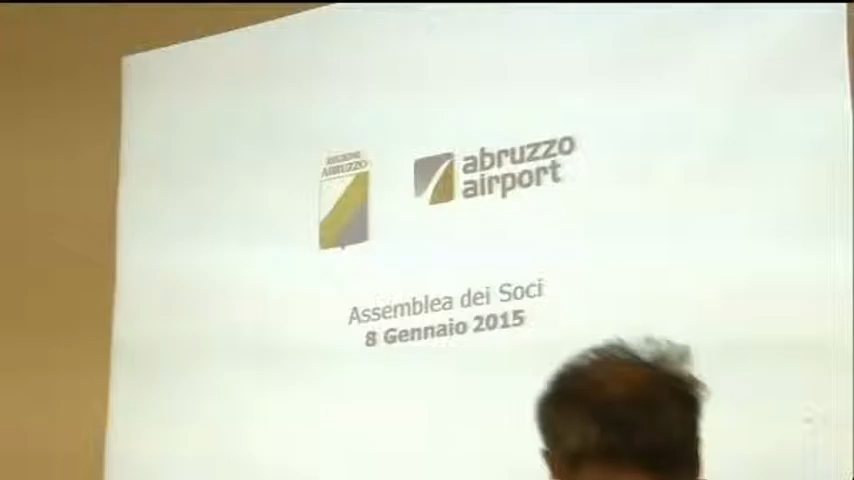 REGIONE
ABRUZZO
abruzzo
airport
Assemblea dei Soci
8 Gennaio 2015